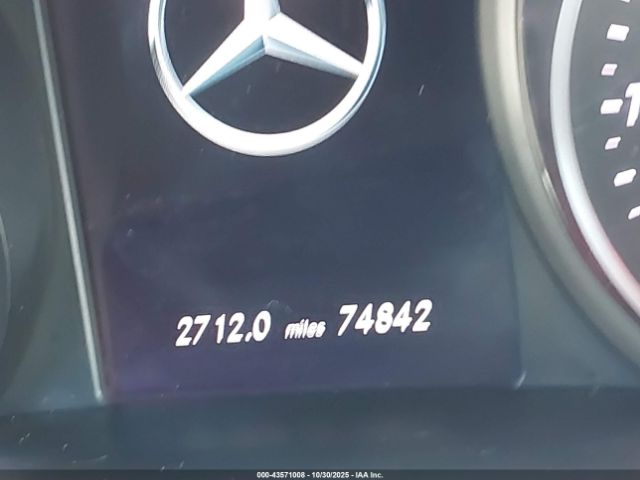 2712.0 miles 74842
000-43571008 - 10/30/2025 - IAA Inc.